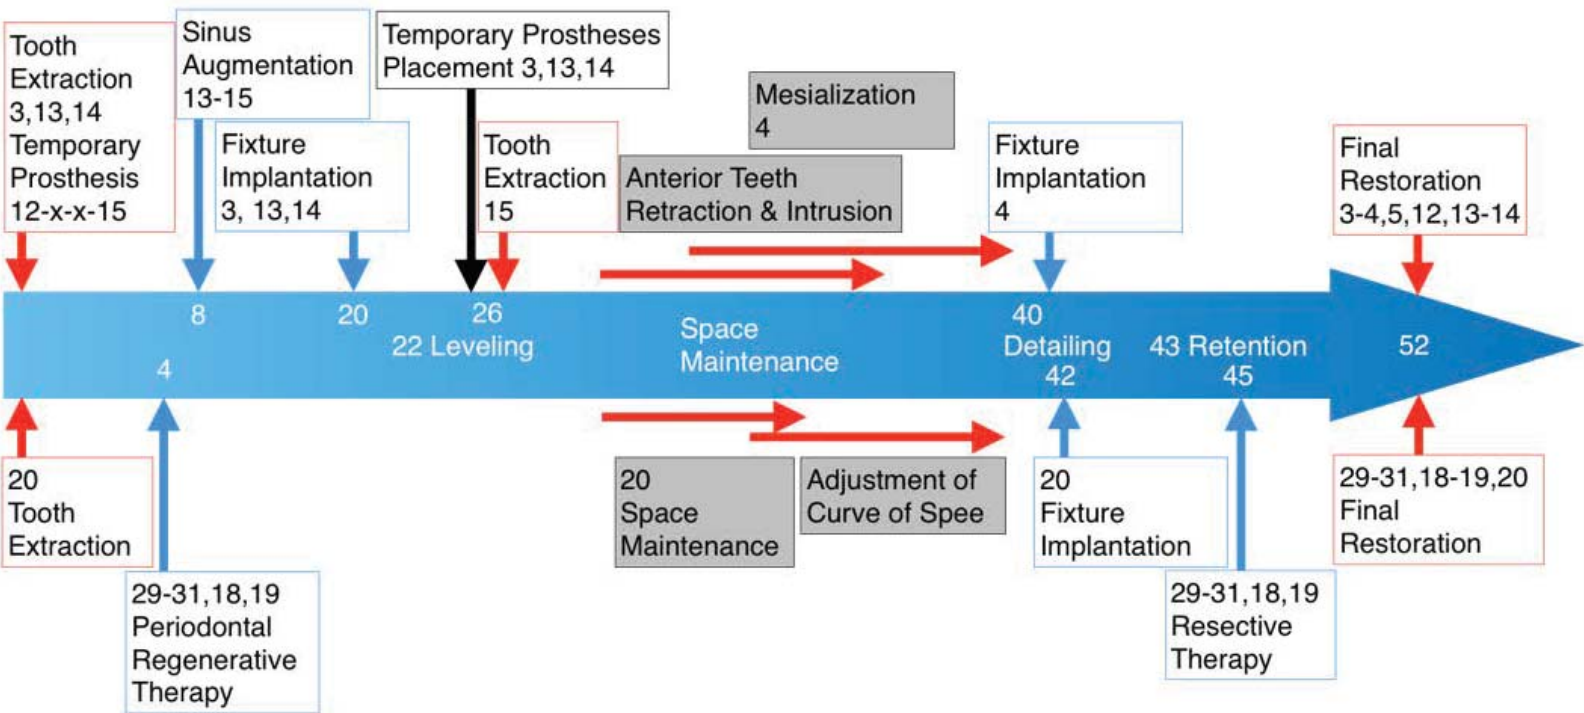 Tooth
Extraction
3,13,14
Temporary
Prosthesis
12-x-x-15
Sinus
Augmentation
13-15
Fixture
Implantation
3, 13,14
Temporary Prostheses
Placement 3,13,14
Tooth
Extraction
15
Mesialization
4
Anterior Teeth
Retraction & Intrusion
Fixture
Implantation
4
Final
Restoration
3-4,5,12,13-14
8
20
26
40
22 Leveling
Space
Maintenance
Detailing
43 Retention
52
4
42
45
20
Tooth
Extraction
29-31,18,19
Periodontal
Regenerative
Therapy
20
Space
Maintenance
Adjustment of
Curve of Spee
20
Fixture
Implantation
29-31,18,19
Resective
Therapy
29-31,18-19,20
Final
Restoration